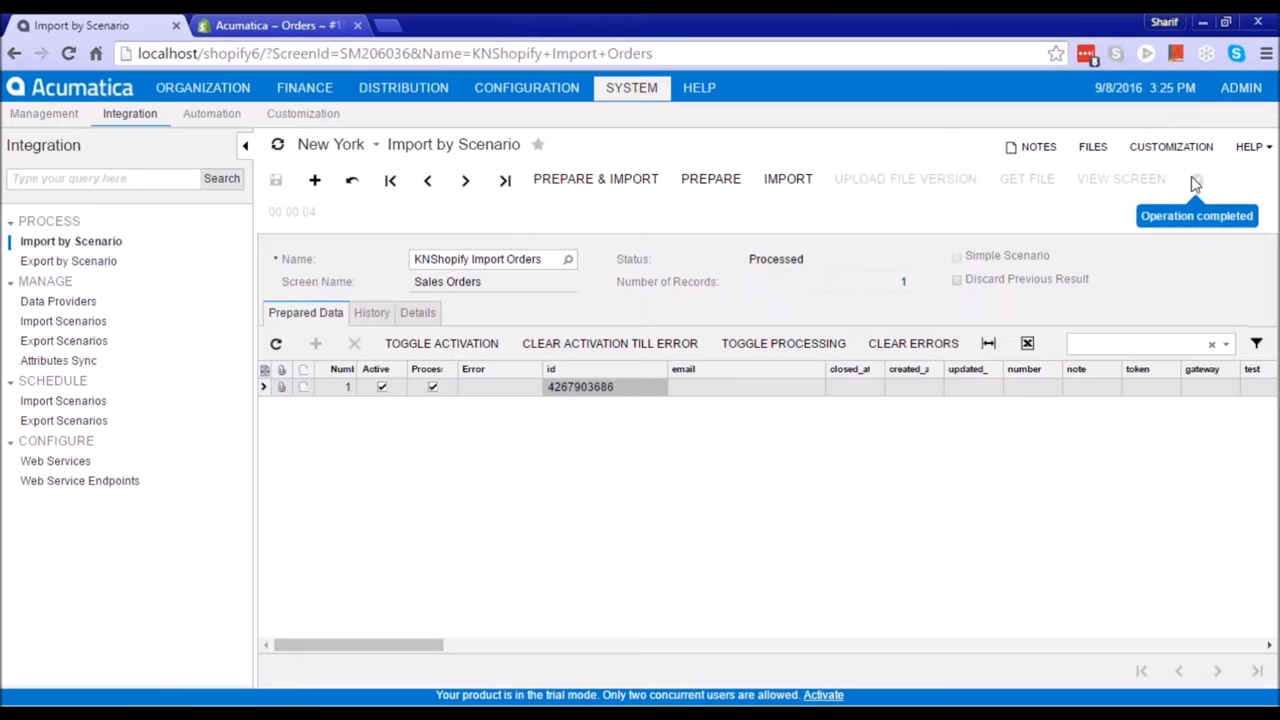 Import by Scenario
Acumatica ~ Orders ~ #1
Sharif
localhost/shopify6/?ScreenId=SM206036&Name=KNShopify+Import+Orders
8
Acumatica
ORGANIZATION
FINANCE
DISTRIBUTION
CONFIGURATION
SYSTEM
HELP
9/8/2016 3:25 PM
ADMIN
Management
Integration
Automation
Customization
Integration
New York
Import by Scenario
NOTES
FILES
CUSTOMIZATION
HELP
Type your query here
Search
PREPARE & IMPORT
PREPARE
IMPORT
UPLOAD FILE VERSION
GET FILE
VIEW SCREEN
00:00:04
Operation completed
PROCESS
Import by Scenario
Export by Scenario
MANAGE
Data Providers
Import Scenarios
Export Scenarios
Attributes Sync
SCHEDULE
Import Scenarios
Export Scenarios
CONFIGURE
Web Services
Web Service Endpoints
* Name:
KNShopify Import Orders
Status:
Processed
Simple Scenario
Screen Name:
Sales Orders
Number of Records:
1
Discard Previous Result
Prepared Data
History
Details
TOGGLE ACTIVATION
CLEAR ACTIVATION TILL ERROR
TOGGLE PROCESSING
CLEAR ERRORS
Numl
Active
Proces
Error
id
email
closed_at
created_a
updated_
number
note
token
gateway
test
1
4267903686
Your product is in the trial mode. Only two concurrent users are allowed. Activate